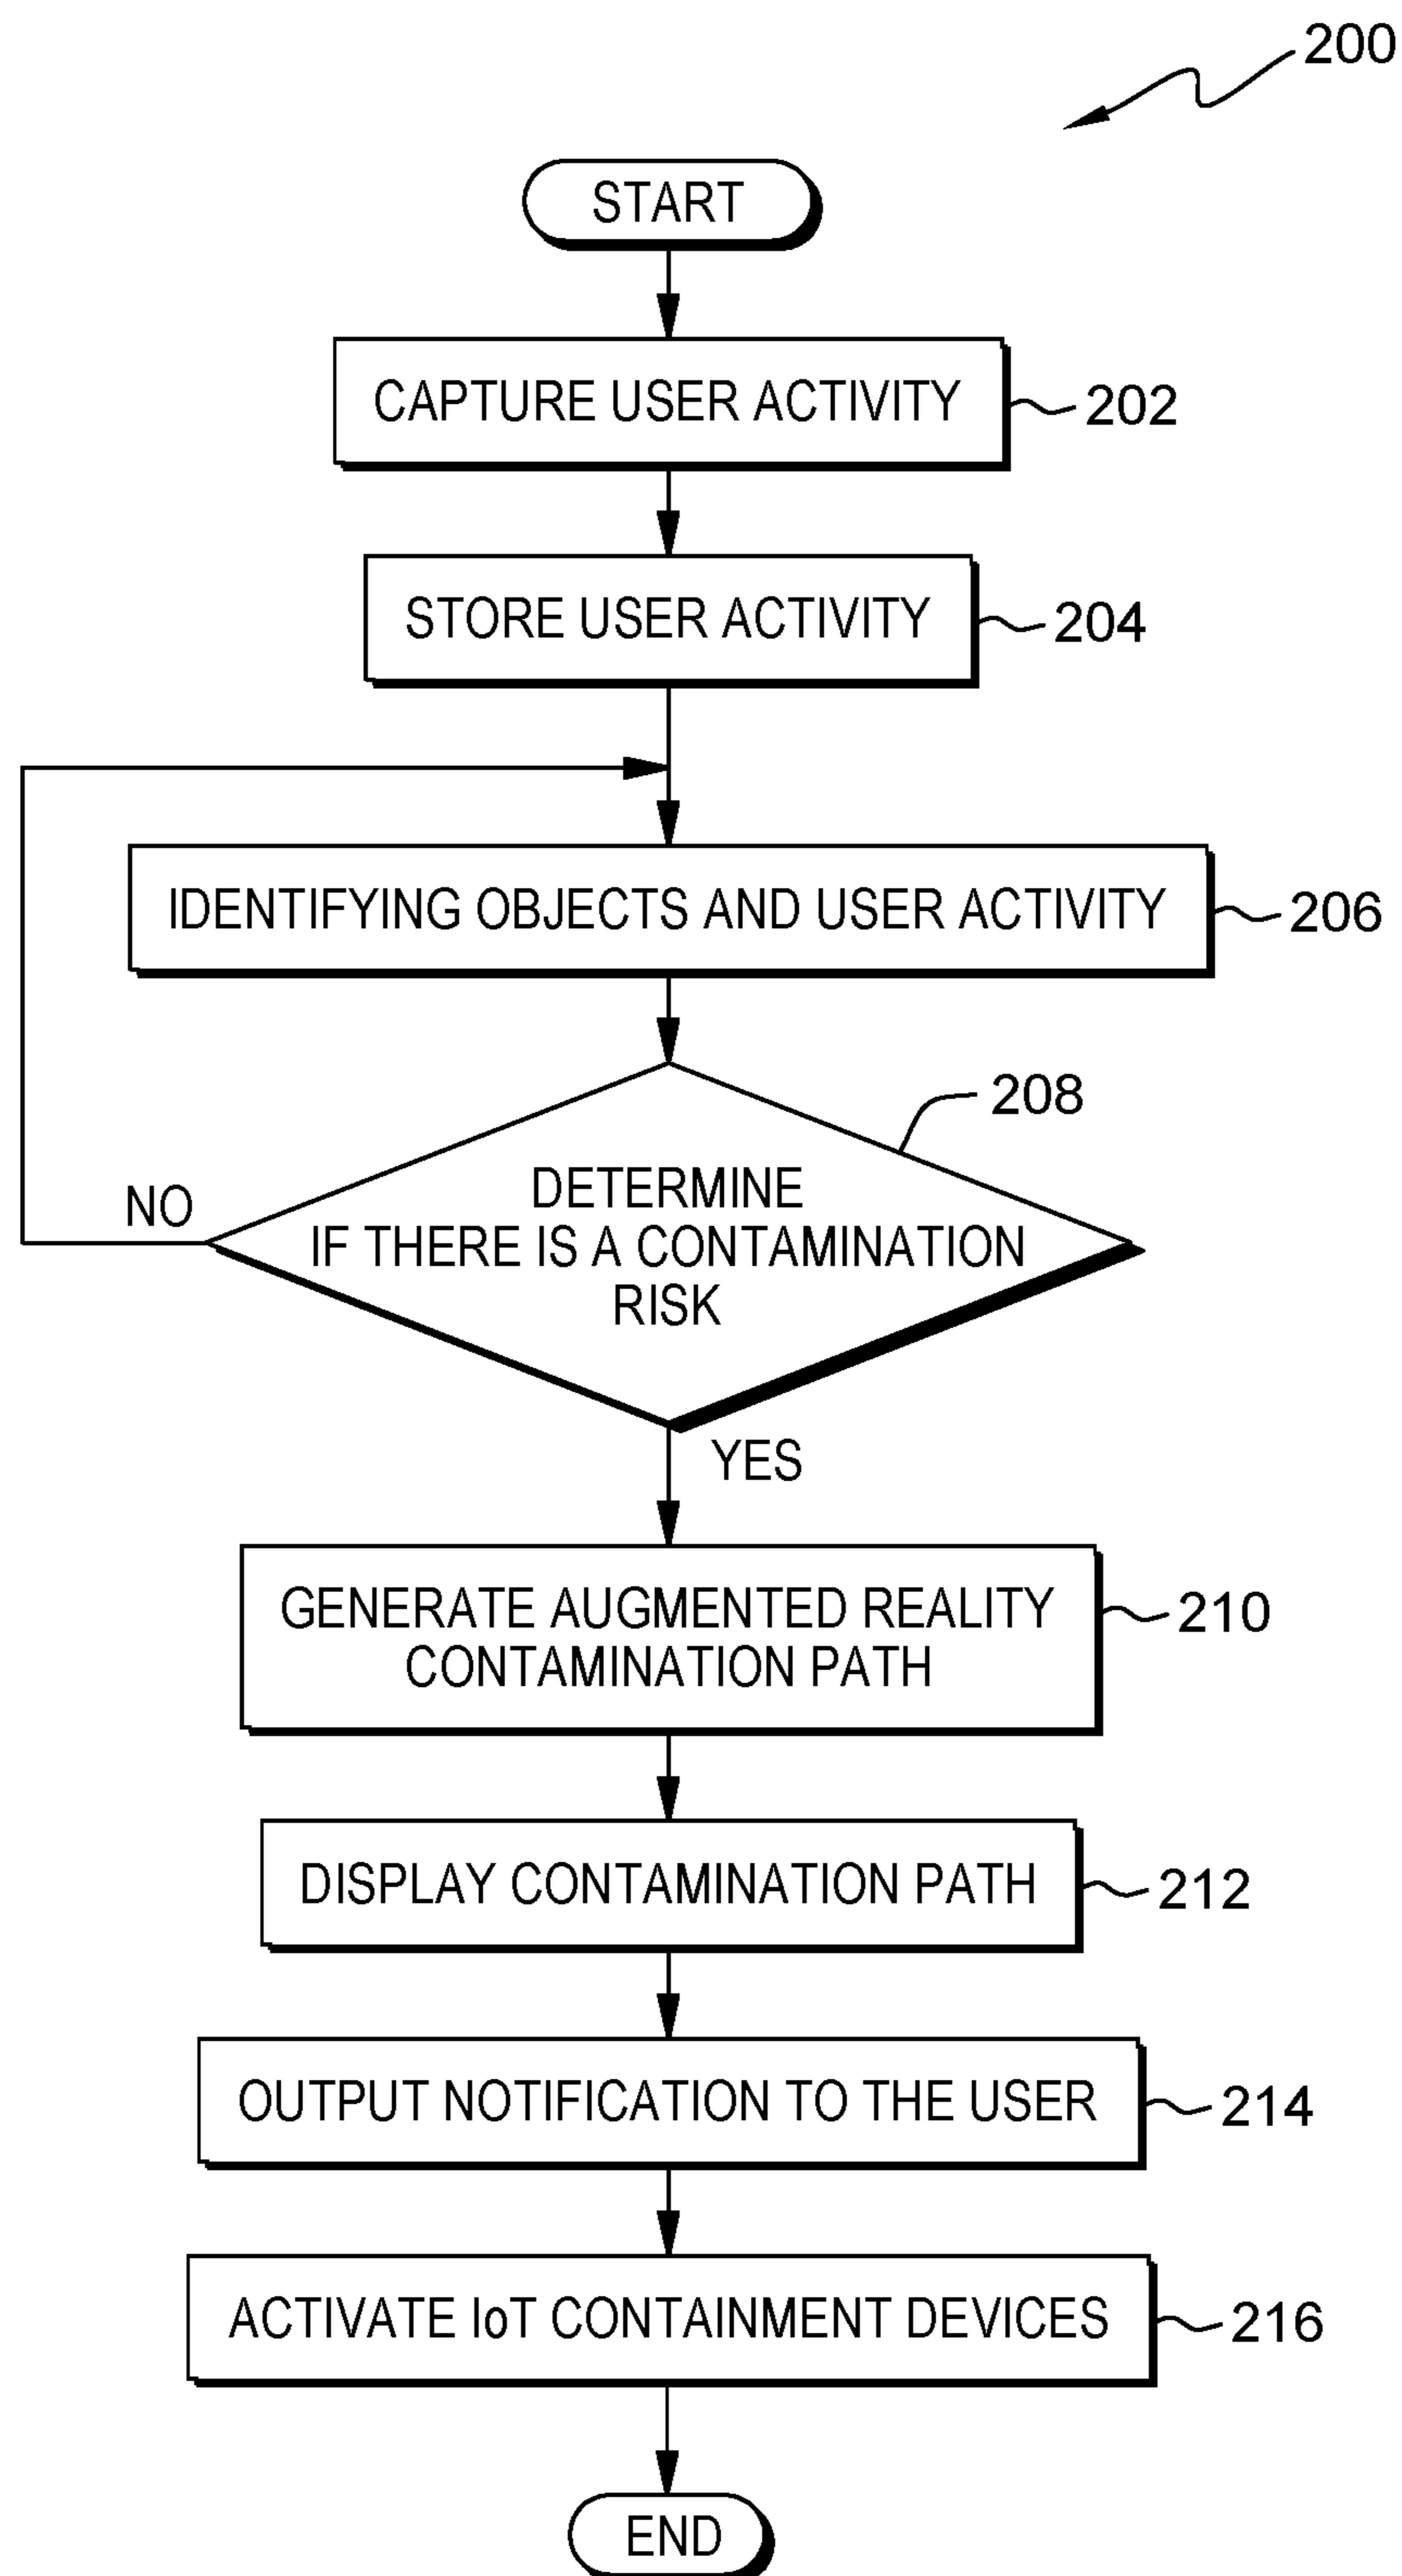 200
START
CAPTURE USER ACTIVITY
202
STORE USER ACTIVITY
204
IDENTIFYING OBJECTS AND USER ACTIVITY
206
208
DETERMINE
IF THERE IS A CONTAMINATION
RISK
NO
YES
GENERATE AUGMENTED REALITY
CONTAMINATION PATH
210
DISPLAY CONTAMINATION PATH
212
OUTPUT NOTIFICATION TO THE USER
214
ACTIVATE IoT CONTAINMENT DEVICES
216
END